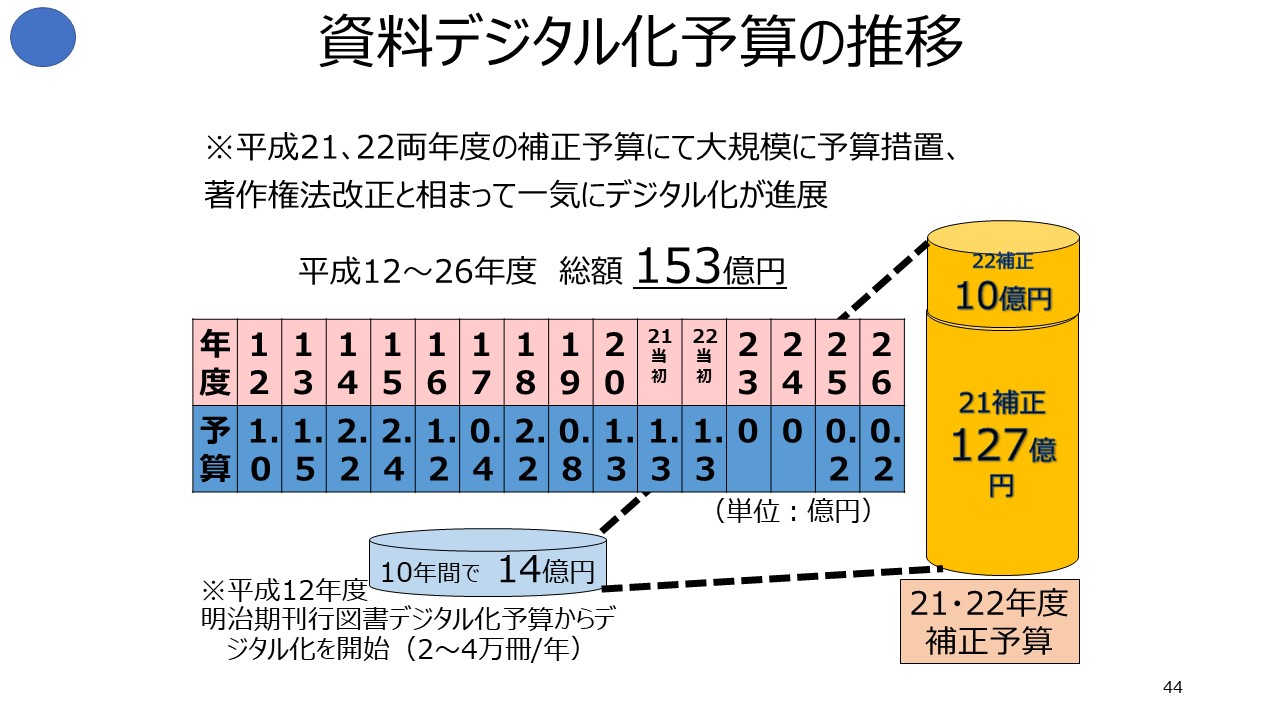 資料デジタル化予算の推移
※平成21、22両年度の補正予算にて大規模に予算措置、
著作権法改正と相まって一気にデジタル化が進展
平成12～26年度 総額 153億円
年度 12 13 14 15 16 17 18 19 20 21当初 22当初 23 24 25 26
予算 1.0 1.5 2.2 2.4 1.2 0.4 2.2 0.8 1.3 1.3 1.3 0 0 0.2 0.2
（単位：億円）
22補正
10億円
21補正
127億
円
10年間で 14億円
※平成12年度
明治期刊行図書デジタル化予算からデ
ジタル化を開始（2～4万冊/年）
21・22年度
補正予算
44